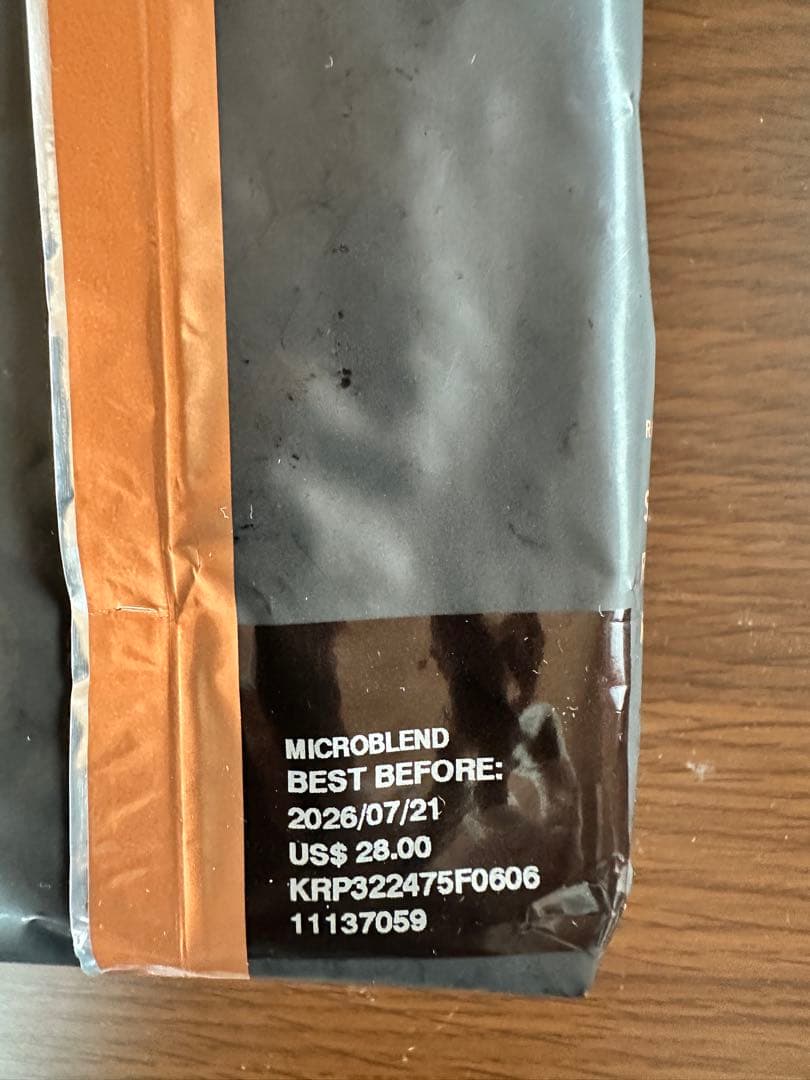 MICROBLEND
BEST BEFORE:
2026/07/21
US$ 28.00
KRP322475F0606
11137059